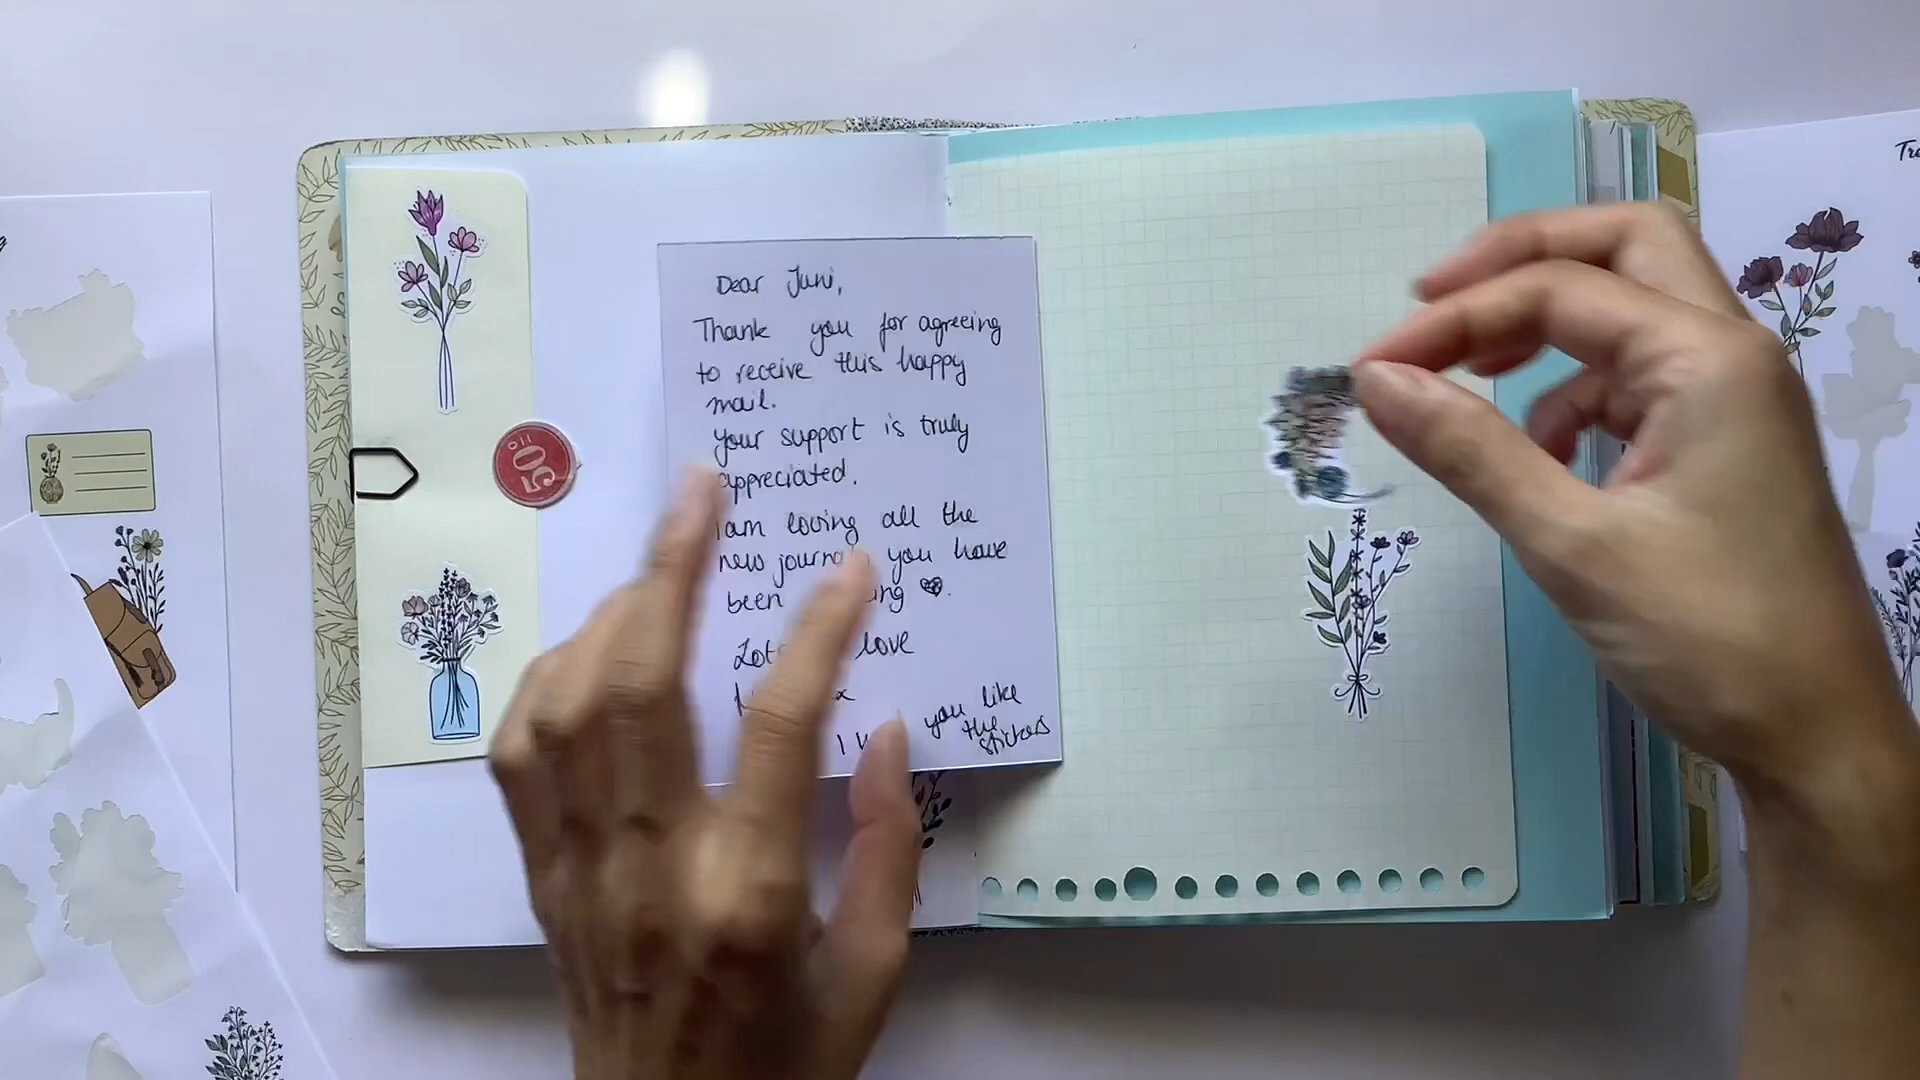 Dear Juni,
Thank you for agreeing
to receive this happy
mail.
Your support is truly
appreciated.
I am loving all the
new journals you have
been
love
you like
the
stickers
50